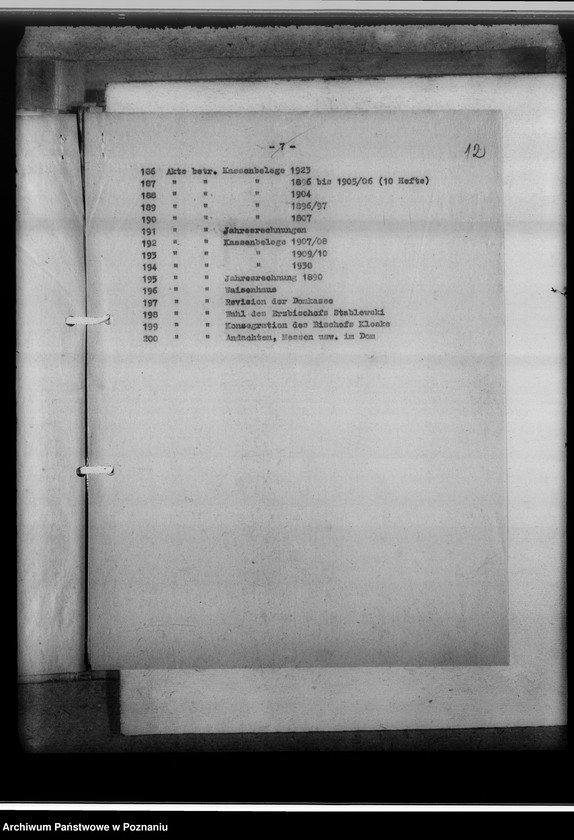 - 7 -
12
186 Akte betr. Kassenbelege 1923
187 " " " 1896 bis 1905/06 (10 Hefte)
188 " " " 1904
189 " " " 1896/97
190 " " " 1807
191 " " Jahresrechnungen
192 " " Kassenbelege 1907/08
193 " " " 1909/10
194 " " " 1930
195 " " Jahresrechnung 1890
196 " " Waisenhaus
197 " " Revision der Domkasse
198 " " Wahl des Erzbischofs Stablewski
199 " " Konsegration des Bischofs Kloske
200 " " Andachten, Messen usw. im Dom
Archiwum Państwowe w Poznaniu